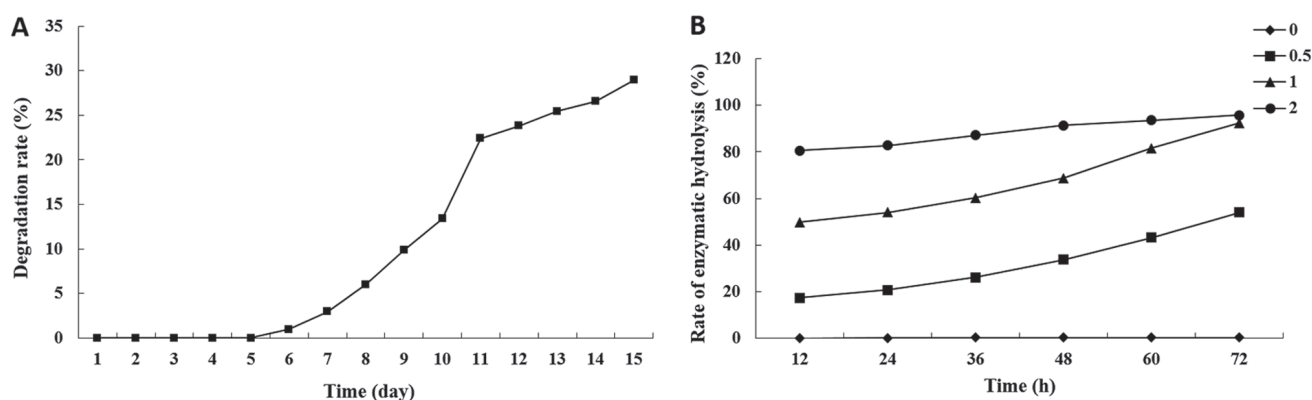 A
Degradation rate (%)
35
30
25
20
15
10
5
0
1 2 3 4 5 6 7 8 9 10 11 12 13 14 15
Time (day)
B
Rate of enzymatic hydrolysis (%)
120
100
80
60
40
20
0
12 24 36 48 60 72
Time (h)
0
0.5
1
2